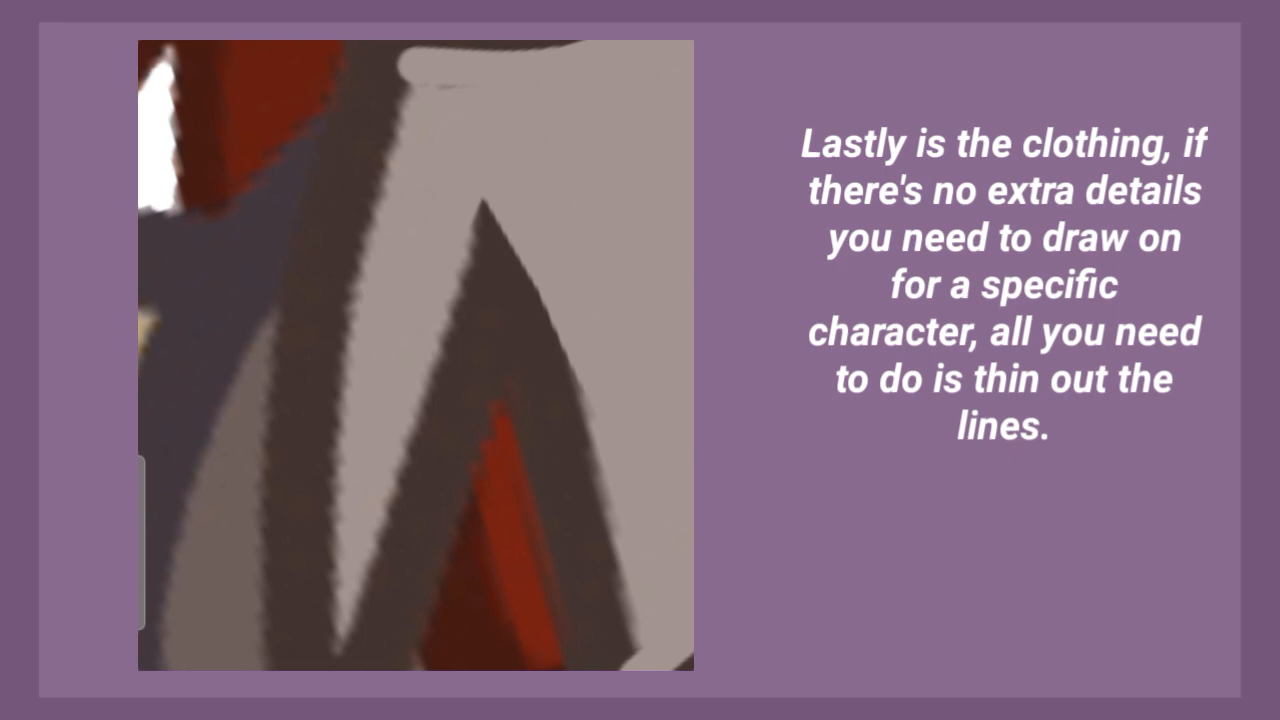 Lastly is the clothing, if
there's no extra details
you need to draw on
for a specific
character, all you need
to do is thin out the
lines.